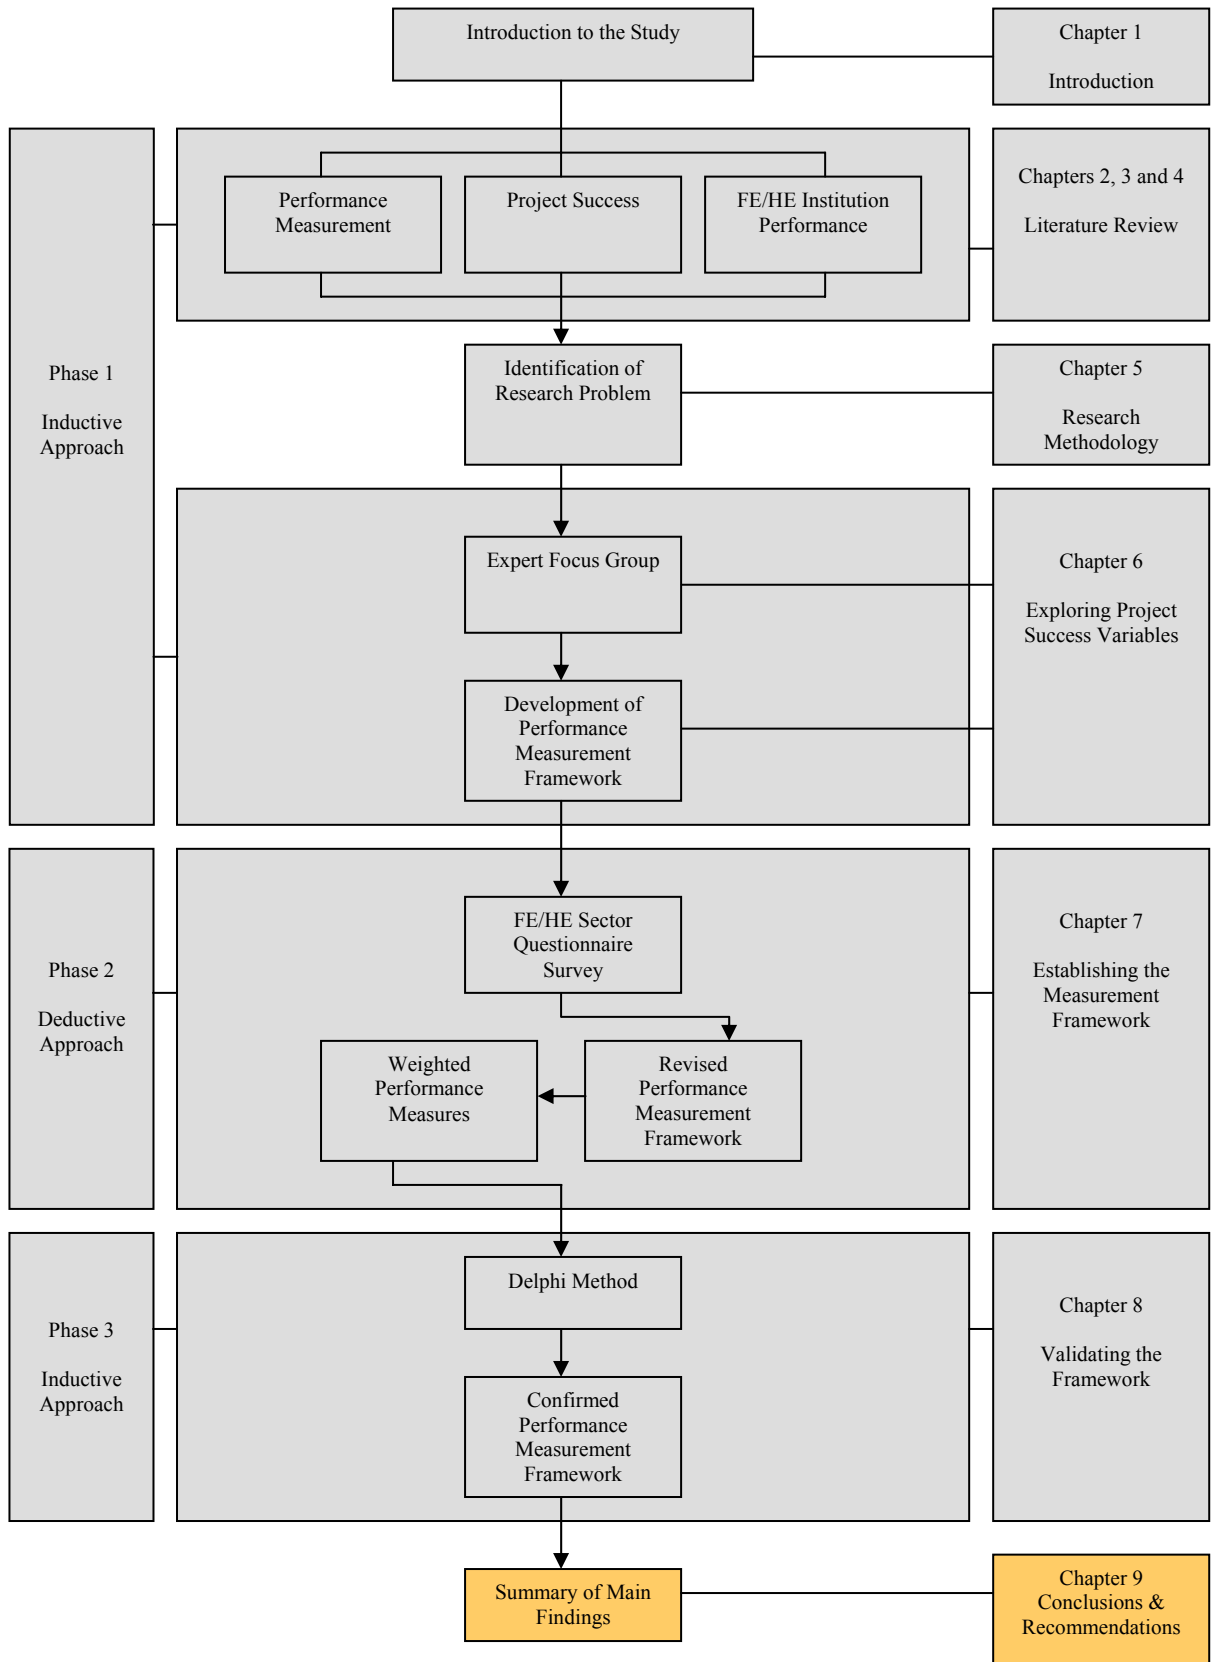 Introduction to the Study
Chapter 1
Introduction
Performance
Measurement
Project Success
FE/HE Institution
Performance
Chapters 2, 3 and 4
Literature Review
Phase 1
Inductive
Approach
Identification of
Research Problem
Chapter 5
Research
Methodology
Expert Focus Group
Chapter 6
Exploring Project
Success Variables
Development of
Performance
Measurement
Framework
Phase 2
Deductive
Approach
FE/HE Sector
Questionnaire
Survey
Chapter 7
Establishing the
Measurement
Framework
Weighted
Performance
Measures
Revised
Performance
Measurement
Framework
Phase 3
Inductive
Approach
Delphi Method
Chapter 8
Validating the
Framework
Confirmed
Performance
Measurement
Framework
Summary of Main
Findings
Chapter 9
Conclusions &
Recommendations